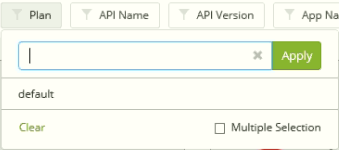 Plan API Name API Version App Na
Apply
default
Clear Multiple Selection